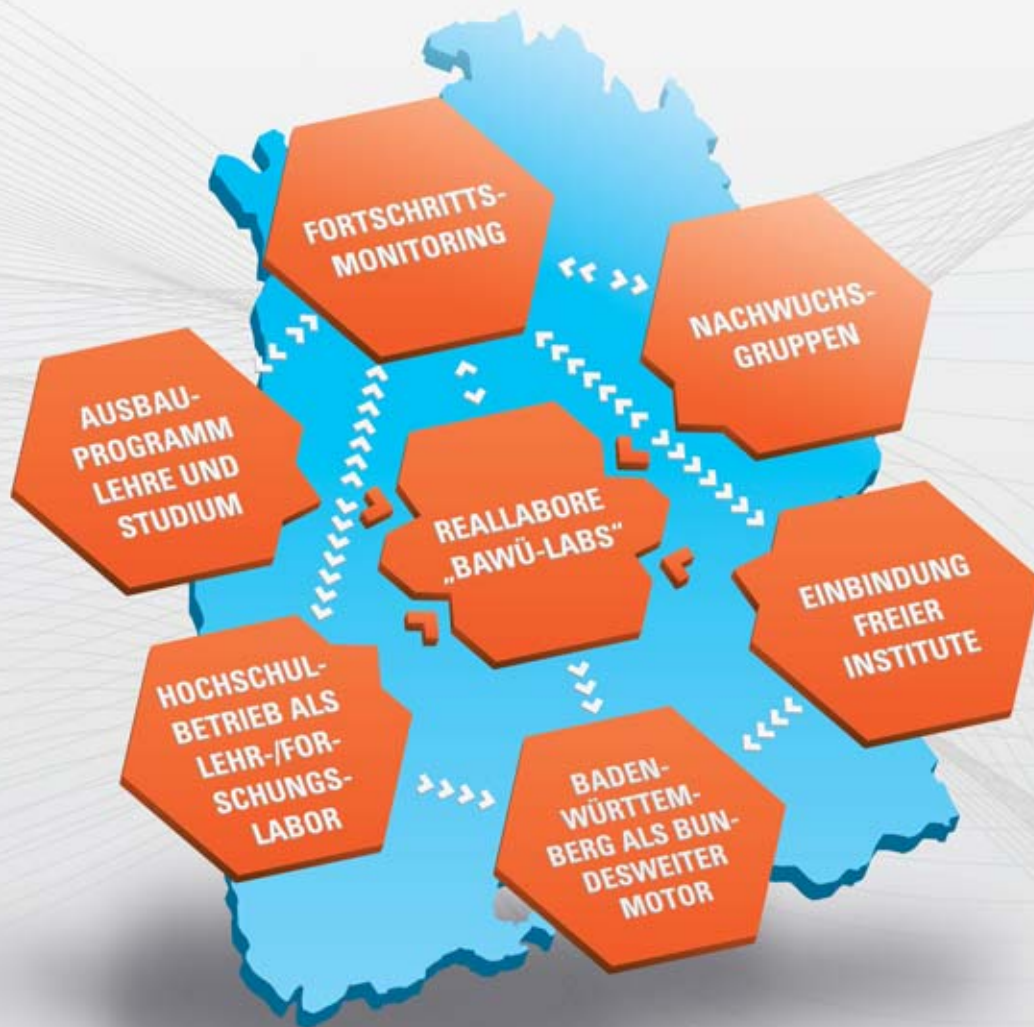 FORTSCHRITTS-
MONITORING
NACHWUCHS-
GRUPPEN
AUSBAU-
PROGRAMM
LEHRE UND
STUDIUM
REALLABORE
„BAWÜ-LABS“
EINBINDUNG
FREIER
INSTITUTE
HOCHSCHUL-
BETRIEB ALS
LEHR-/FOR-
SCHUNGS-
LABOR
BADEN-
WÜRTTEM-
BERG ALS BUN-
DESWEITER
MOTOR